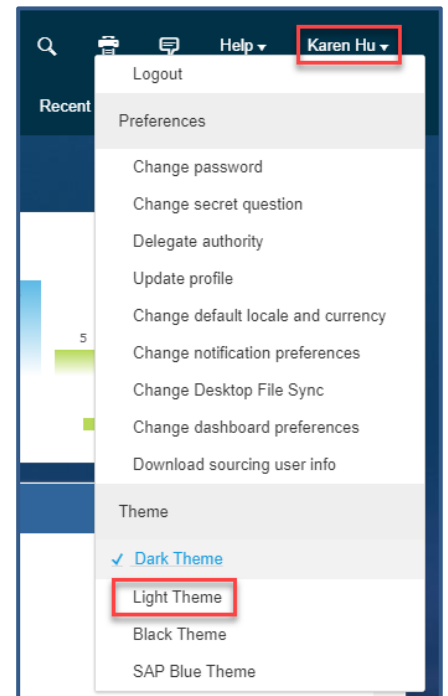 Help ▾ Karen Hu ▾
Logout
Recent
Preferences
Change password
Change secret question
Delegate authority
Update profile
Change default locale and currency
5
Change notification preferences
Change Desktop File Sync
Change dashboard preferences
Download sourcing user info
Theme
✓ Dark Theme
Light Theme
Black Theme
SAP Blue Theme